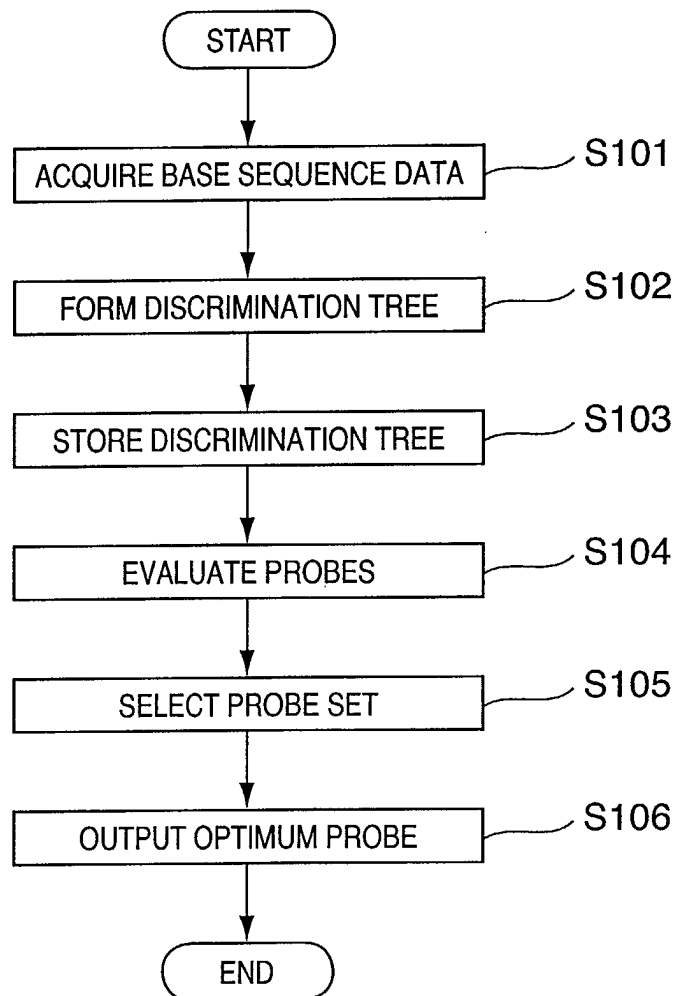 START
ACQUIRE BASE SEQUENCE DATA
S101
FORM DISCRIMINATION TREE
S102
STORE DISCRIMINATION TREE
S103
EVALUATE PROBES
S104
SELECT PROBE SET
S105
OUTPUT OPTIMUM PROBE
S106
END